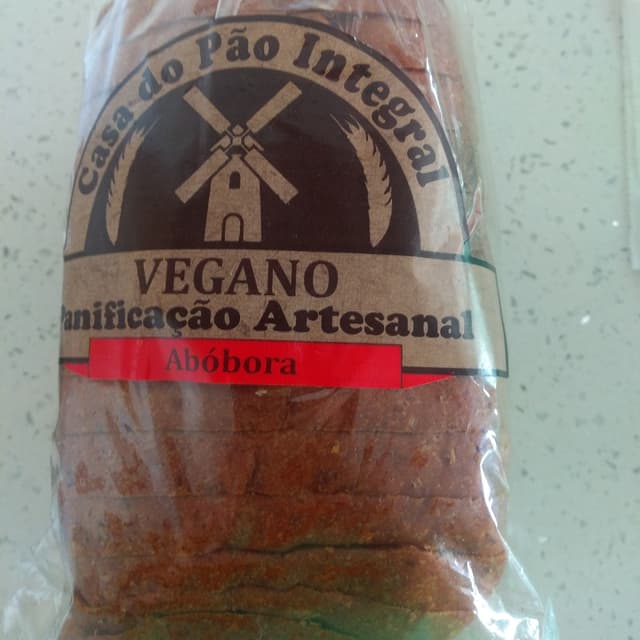 Casa do Pão Integral
VEGANO
Panificação Artesanal
Abóbora